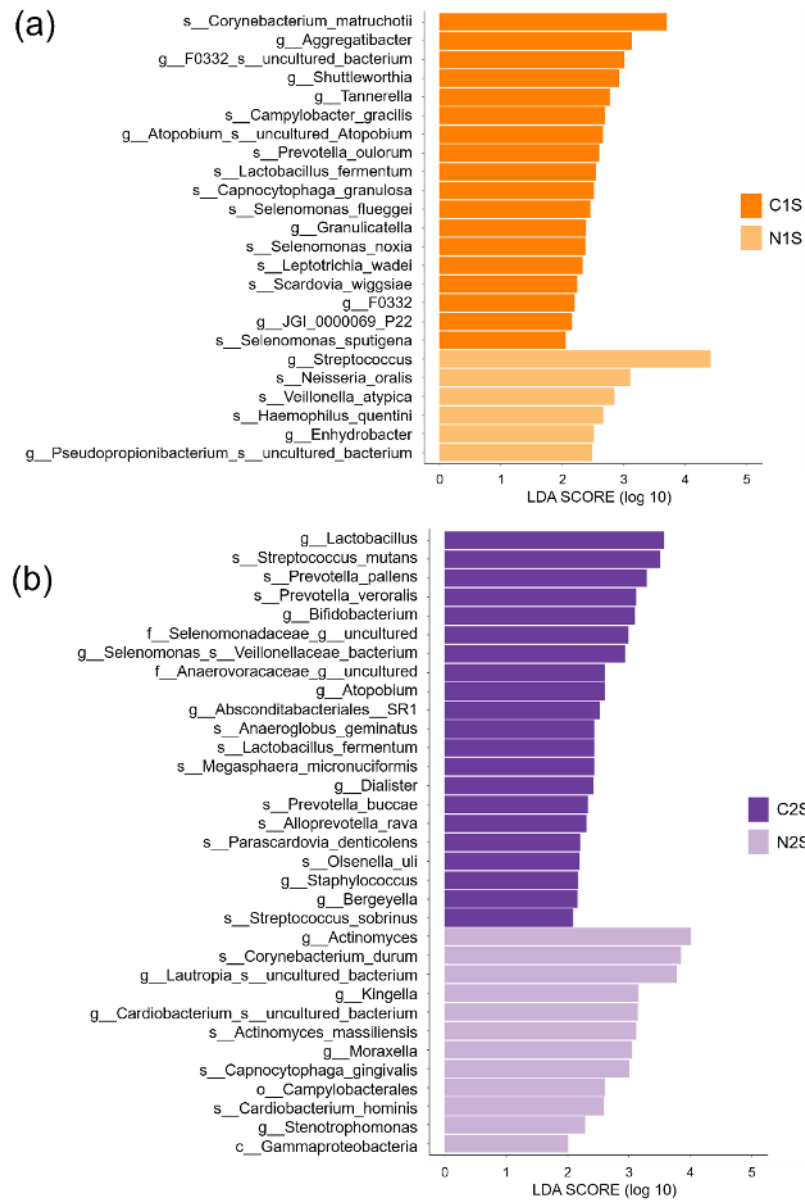 (a)
s__Corynebacterium_matruchotii
g__Aggregatibacter
g__F0332_s__uncultured_bacterium
g__Shuttleworthia
g__Tannerella
s__Campylobacter_gracilis
g__Atopobium_s__uncultured_Atopobium
s__Prevotella_oulorum
s__Lactobacillus_fermentum
s__Capnocytophaga_granulosa
s__Selenomonas_flueggei
g__Granulicatella
s__Selenomonas_noxia
s__Leptotrichia_wadei
s__Scardovia_wiggsiae
g__F0332
g__JGI_0000069_P22
s__Selenomonas_sputigena
g__Streptococcus
s__Neisseria_oralis
s__Veillonella_atypica
s__Haemophilus_quentini
g__Enhydrobacter
g__Pseudopropionibacterium_s__uncultured_bacterium
C1S
N1S
0 1 2 3 4 5
LDA SCORE (log 10)
(b)
g__Lactobacillus
s__Streptococcus_mutans
s__Prevotella_pallens
s__Prevotella_veroralis
g__Bifidobacterium
f__Selenomonadaceae_g__uncultured
g__Selenomonas_s__Veillonellaceae_bacterium
f__Anaerovoracaceae_g__uncultured
g__Atopobium
g__Absconditabacteriales__SR1
s__Anaeroglobus_geminatus
s__Lactobacillus_fermentum
s__Megasphaera_micronuciformis
g__Dialister
s__Prevotella_buccae
s__Alloprevotella_rava
s__Parascardovia_denticolens
s__Olsenella_uli
g__Staphylococcus
g__Bergeyella
s__Streptococcus_sobrinus
g__Actinomyces
s__Corynebacterium_durum
g__Lautropia_s__uncultured_bacterium
g__Kingella
g__Cardiobacterium_s__uncultured_bacterium
s__Actinomyces_massiliensis
g__Moraxella
s__Capnocytophaga_gingivalis
o__Campylobacterales
s__Cardiobacterium_hominis
g__Stenotrophomonas
c__Gammaproteobacteria
C2S
N2S
0 1 2 3 4 5
LDA SCORE (log 10)